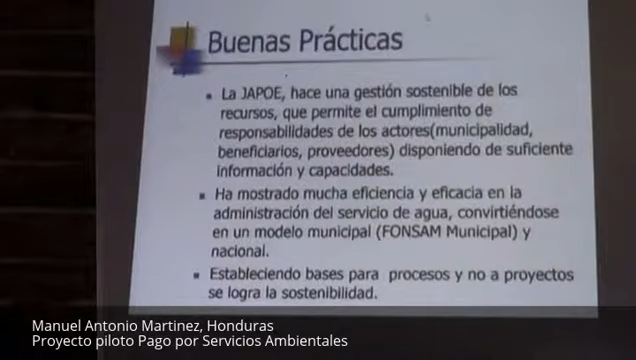 Buenas Prácticas
La JAPOE, hace una gestión sostenible de los
recursos, que permite el cumplimiento de
responsabilidades de los actores(municipalidad,
beneficiarios, proveedores) disponiendo de suficiente
información y capacidades.
Ha mostrado mucha eficiencia y eficacia en la
administración del servicio de agua, convirtiéndose
en un modelo municipal (FONSAM Municipal) y
nacional.
Estableciendo bases para procesos y no a proyectos
se logra la sostenibilidad.
Manuel Antonio Martinez, Honduras
Proyecto piloto Pago por Servicios Ambientales